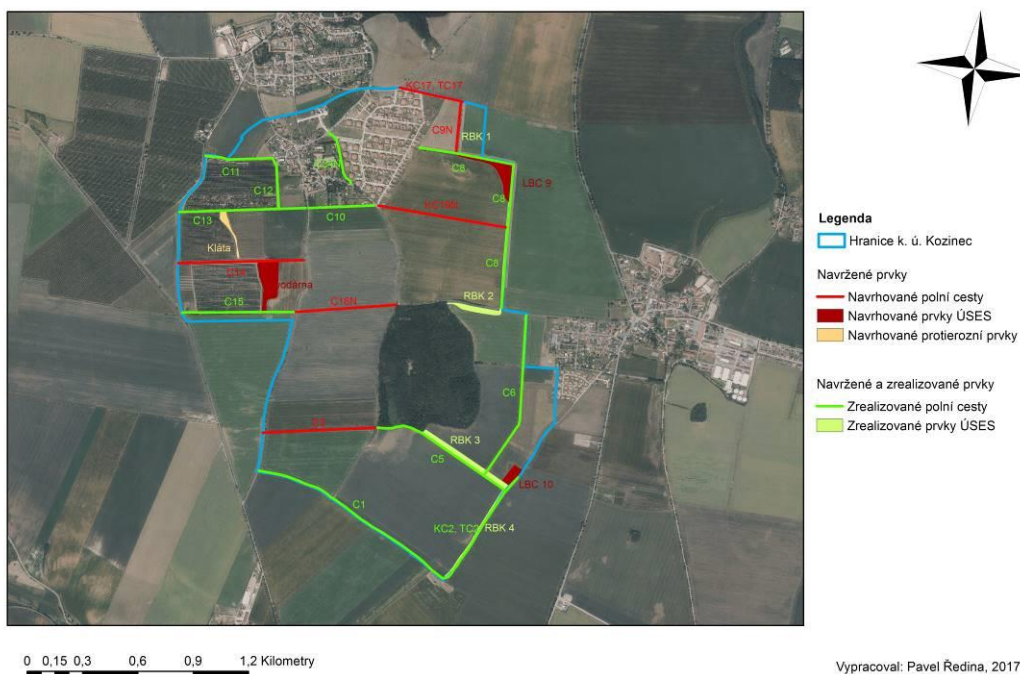 KC17, TC17
C9N
RBK 1
C11
C8
LBC 9
C12
C8
C13
C10
KC19N
Kláta
C8
vodárna
C15
C16N
RBK 2
C6
RBK 3
C5
LBC 10
C1
KC2, TC2
RBK 4
Legenda
Hranice k. ú. Kozinec
Navržené prvky
Navrhované polní cesty
Navrhované prvky ÚSES
Navrhované protierozní prvky
Navržené a zrealizované prvky
Zrealizované polní cesty
Zrealizované prvky ÚSES
0 0,15 0,3 0,6 0,9 1,2 Kilometry
Vypracoval: Pavel Ředina, 2017